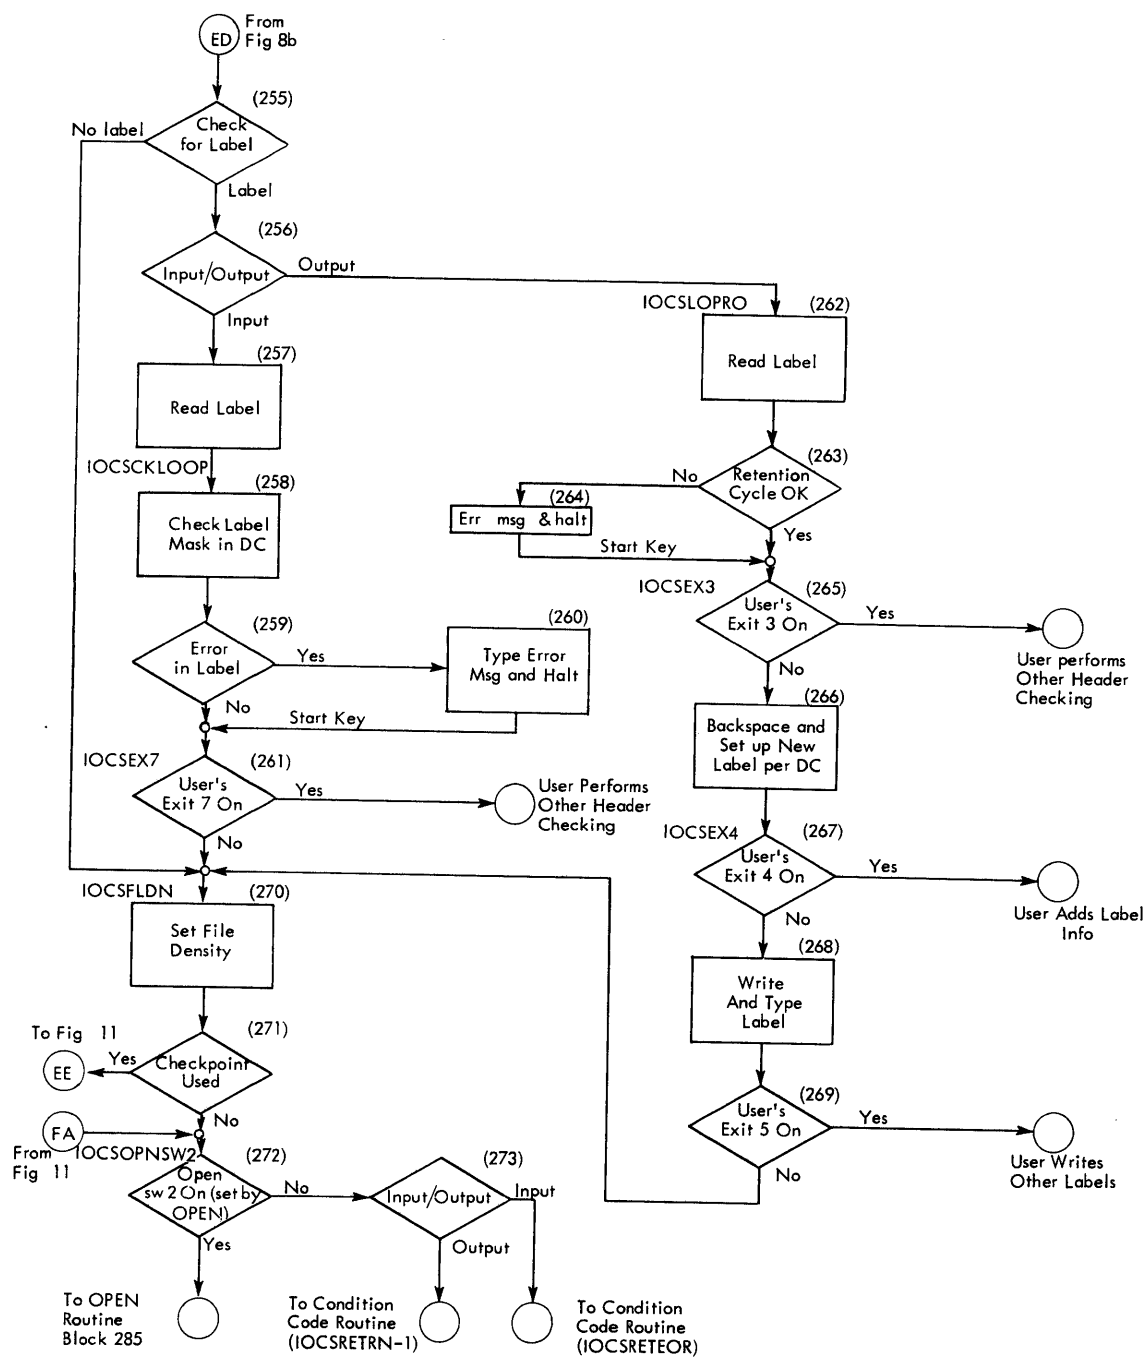 ED
From
Fig 8b
(255)
No label
Check
for Label
Label
(256)
Input/Output
Output
Input
IOCSLOPRO
(262)
Read Label
(257)
Read Label
IOCSCKLOOP
(258)
Check Label
Mask in DC
(263)
No
Retention
Cycle OK
(264)
Err msg & halt
Yes
Start Key
(259)
Error
in Label
Yes
(260)
Type Error
Msg and Halt
No
Start Key
IOCSEX3
(265)
User's
Exit 3 On
Yes
User performs
Other Header
Checking
No
(266)
Backspace and
Set up New
Label per DC
IOCSEX7
(261)
User's
Exit 7 On
Yes
User Performs
Other Header
Checking
No
IOCSEX4
(267)
User's
Exit 4 On
Yes
User Adds Label
Info
No
IOCSFLDN
(270)
Set File
Density
(268)
Write
And Type
Label
To Fig 11
(271)
EE
Yes
Checkpoint
Used
No
(269)
User's
Exit 5 On
Yes
User Writes
Other Labels
No
FA
From
Fig 11
IOCSOPNSW2
(272)
Open
sw 2 On (set by
OPEN)
No
(273)
Input/Output
Input
Yes
Output
To OPEN
Routine
Block 285
To Condition
Code Routine
(IOCSRETRN-1)
To Condition
Code Routine
(IOCSRETEOR)